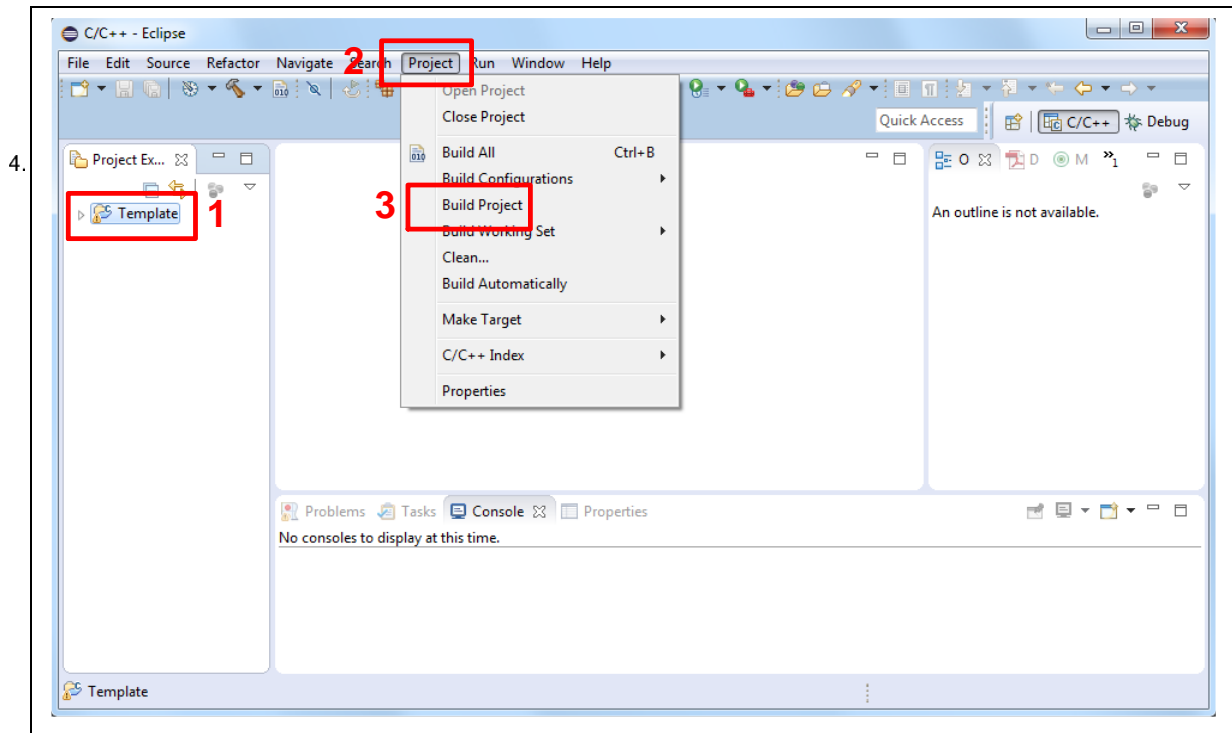 C/C++ - Eclipse
2
File Edit Source Refactor Navigate Search Project Run Window Help
Open Project
Close Project
Quick Access
C/C++
Debug
4.
Project Ex...
Build All Ctrl+B
O D M »1
Build Configurations
1
3
Template
Build Project
An outline is not available.
Build Working Set
Clean...
Build Automatically
Make Target
C/C++ Index
Properties
Problems Tasks Console Properties
No consoles to display at this time.
Template